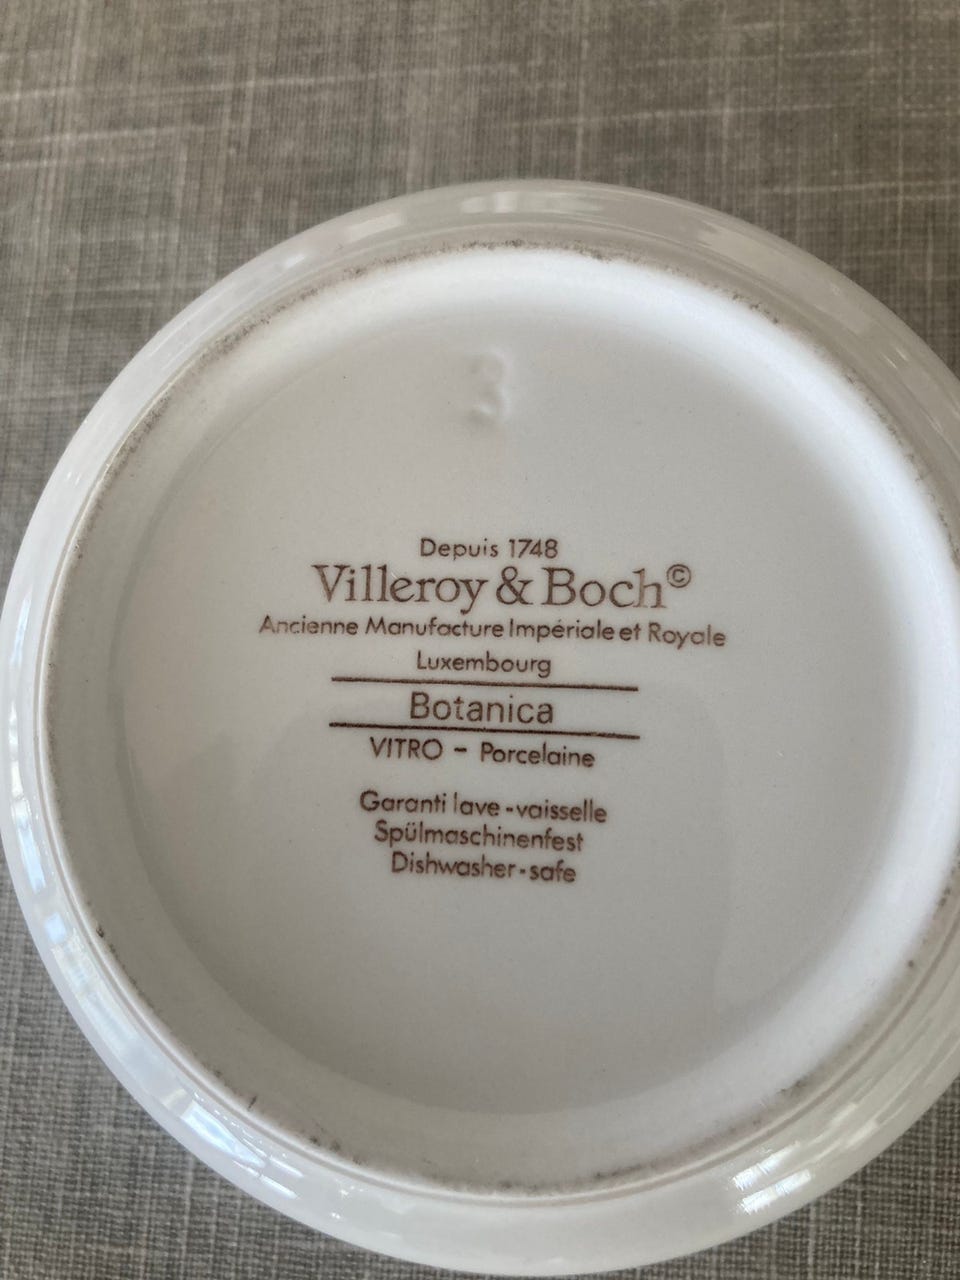 3
Depuis 1748
Villeroy & Boch©
Ancienne Manufacture Impériale et Royale
Luxembourg
Botanica
VITRO - Porcelaine
Garanti lave-vaisselle
Spülmaschinenfest
Dishwasher-safe